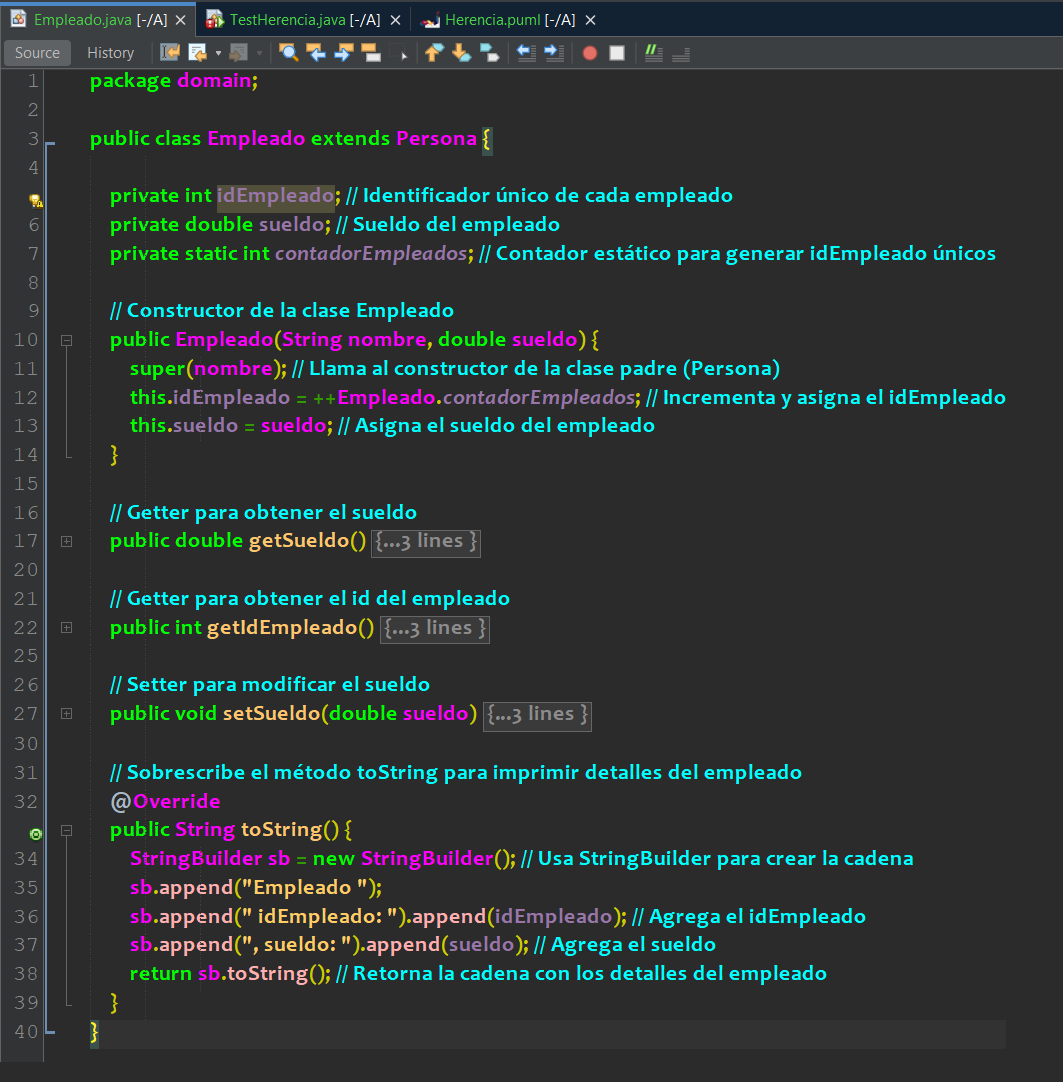 Empleado.java [-/A] × TestHerencia.java [-/A] × Herencia.puml [-/A] ×
Source History
1 package domain;
2
3 public class Empleado extends Persona {
4
private int idEmpleado; // Identificador único de cada empleado
6 private double sueldo; // Sueldo del empleado
7 private static int contadorEmpleados; // Contador estático para generar idEmpleado únicos
8
9 // Constructor de la clase Empleado
10 public Empleado(String nombre, double sueldo) {
11 super(nombre); // Llama al constructor de la clase padre (Persona)
12 this.idEmpleado = ++Empleado.contadorEmpleados; // Incrementa y asigna el idEmpleado
13 this.sueldo = sueldo; // Asigna el sueldo del empleado
14 }
15
16 // Getter para obtener el sueldo
17 public double getSueldo() {...3 lines }
20
21 // Getter para obtener el id del empleado
22 public int getIdEmpleado() {...3 lines }
25
26 // Setter para modificar el sueldo
27 public void setSueldo(double sueldo) {...3 lines }
30
31 // Sobrescribe el método toString para imprimir detalles del empleado
32 @Override
public String toString() {
34 StringBuilder sb = new StringBuilder(); // Usa StringBuilder para crear la cadena
35 sb.append("Empleado ");
36 sb.append(" idEmpleado: ").append(idEmpleado); // Agrega el idEmpleado
37 sb.append(", sueldo: ").append(sueldo); // Agrega el sueldo
38 return sb.toString(); // Retorna la cadena con los detalles del empleado
39 }
40 }